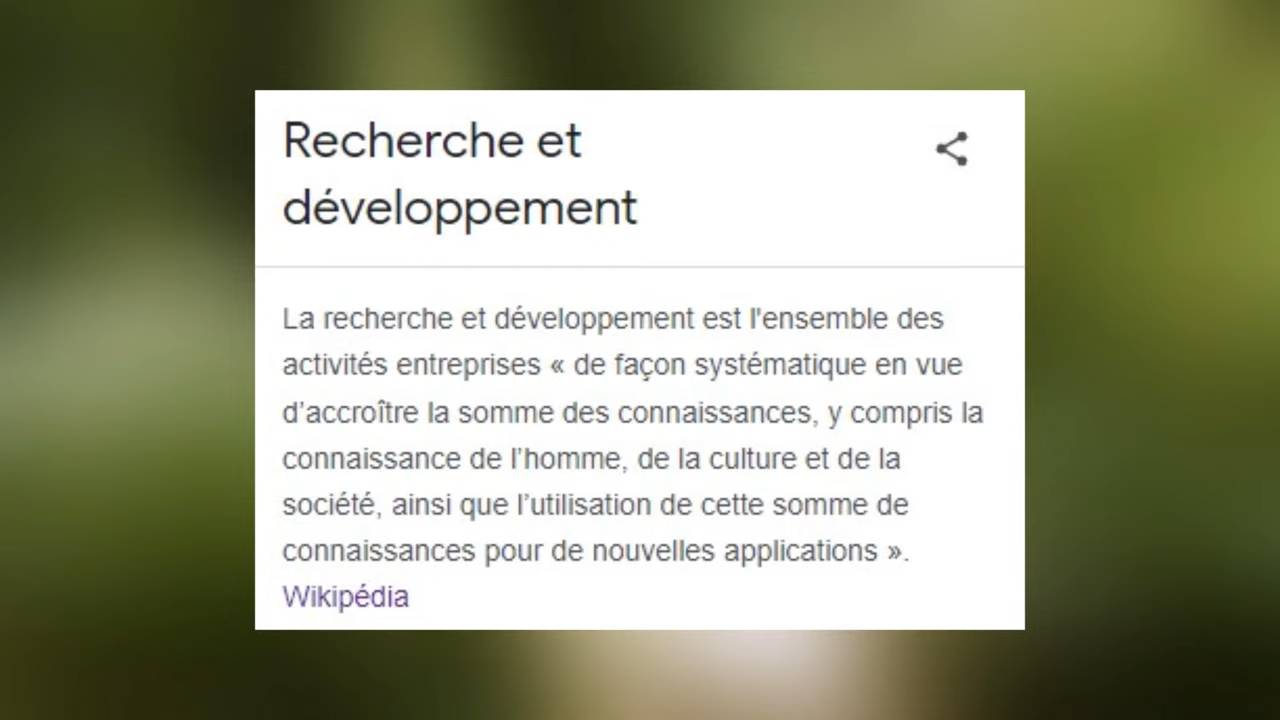 Recherche et
développement
La recherche et développement est l'ensemble des
activités entreprises « de façon systématique en vue
d’accroître la somme des connaissances, y compris la
connaissance de l’homme, de la culture et de la
société, ainsi que l’utilisation de cette somme de
connaissances pour de nouvelles applications ».
Wikipédia